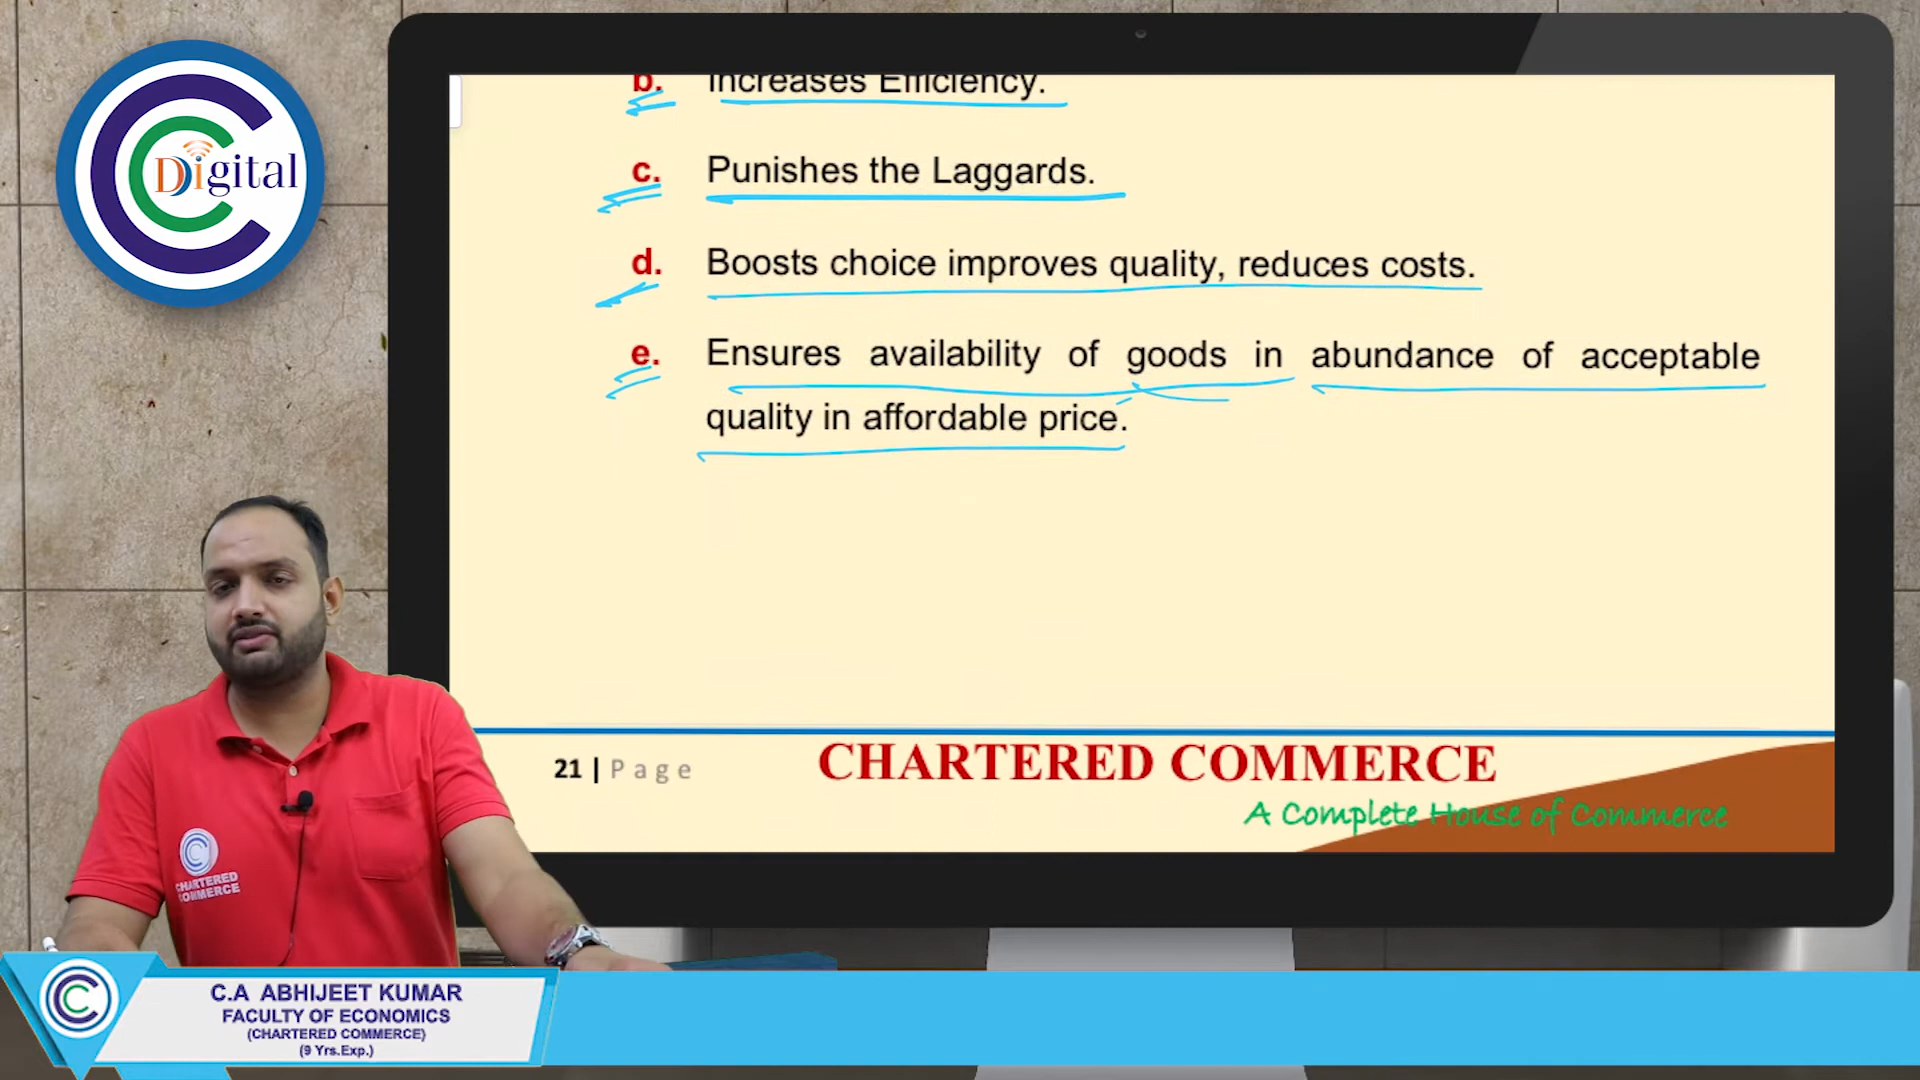 Digital
b. Increases Efficiency.
c. Punishes the Laggards.
d. Boosts choice improves quality, reduces costs.
e. Ensures availability of goods in abundance of acceptable
quality in affordable price.
21 | Page
CHARTERED COMMERCE
A Complete House of Commerce
CHARTERED
COMMERCE
C.A ABHIJEET KUMAR
FACULTY OF ECONOMICS
(CHARTERED COMMERCE)
(9 Yrs.Exp.)